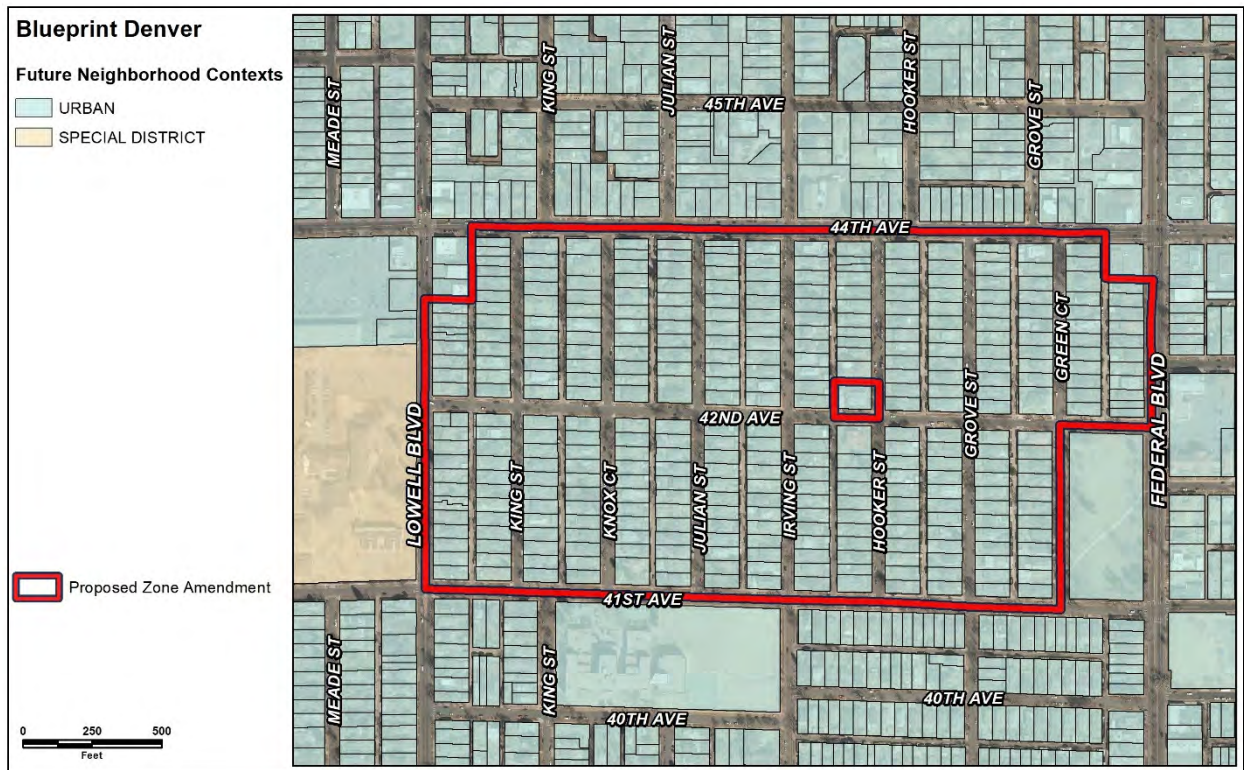 Blueprint Denver
Future Neighborhood Contexts
URBAN
SPECIAL DISTRICT
Proposed Zone Amendment
0 250 500
Feet
MEADE ST
KING ST
JULIAN ST
45TH AVE
HOOKER ST
GROVE ST
44TH AVE
LOWELL BLVD
KING ST
KNOX CT
JULIAN ST
42ND AVE
IRVING ST
HOOKER ST
GROVE ST
GREEN CT
FEDERAL BLVD
41ST AVE
MEADE ST
KING ST
40TH AVE
40TH AVE